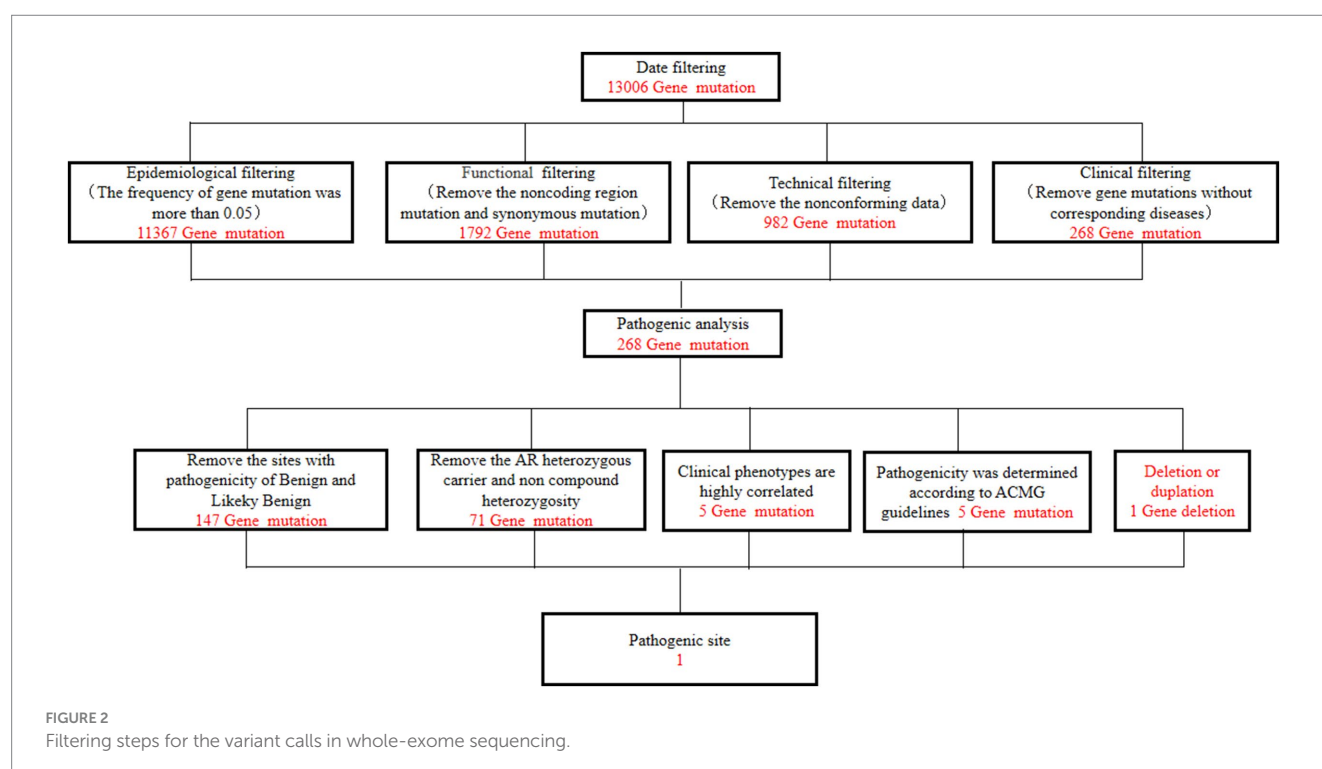 Date filtering
13006 Gene mutation
Epidemiological filtering
（The frequency of gene mutation was
more than 0.05）
11367 Gene mutation
Functional filtering
（Remove the noncoding region
mutation and synonymous mutation）
1792 Gene mutation
Technical filtering
（Remove the nonconforming data）
982 Gene mutation
Clinical filtering
（Remove gene mutations without
corresponding diseases）
268 Gene mutation
Pathogenic analysis
268 Gene mutation
Remove the sites with
pathogenicity of Benign and
Likeky Benign
147 Gene mutation
Remove the AR heterozygous
carrier and non compound
heterozygosity
71 Gene mutation
Clinical phenotypes are
highly correlated
5 Gene mutation
Pathogenicity was determined
according to ACMG
guidelines 5 Gene mutation
Deletion or
duplation
1 Gene deletion
Pathogenic site
1
FIGURE 2
Filtering steps for the variant calls in whole-exome sequencing.